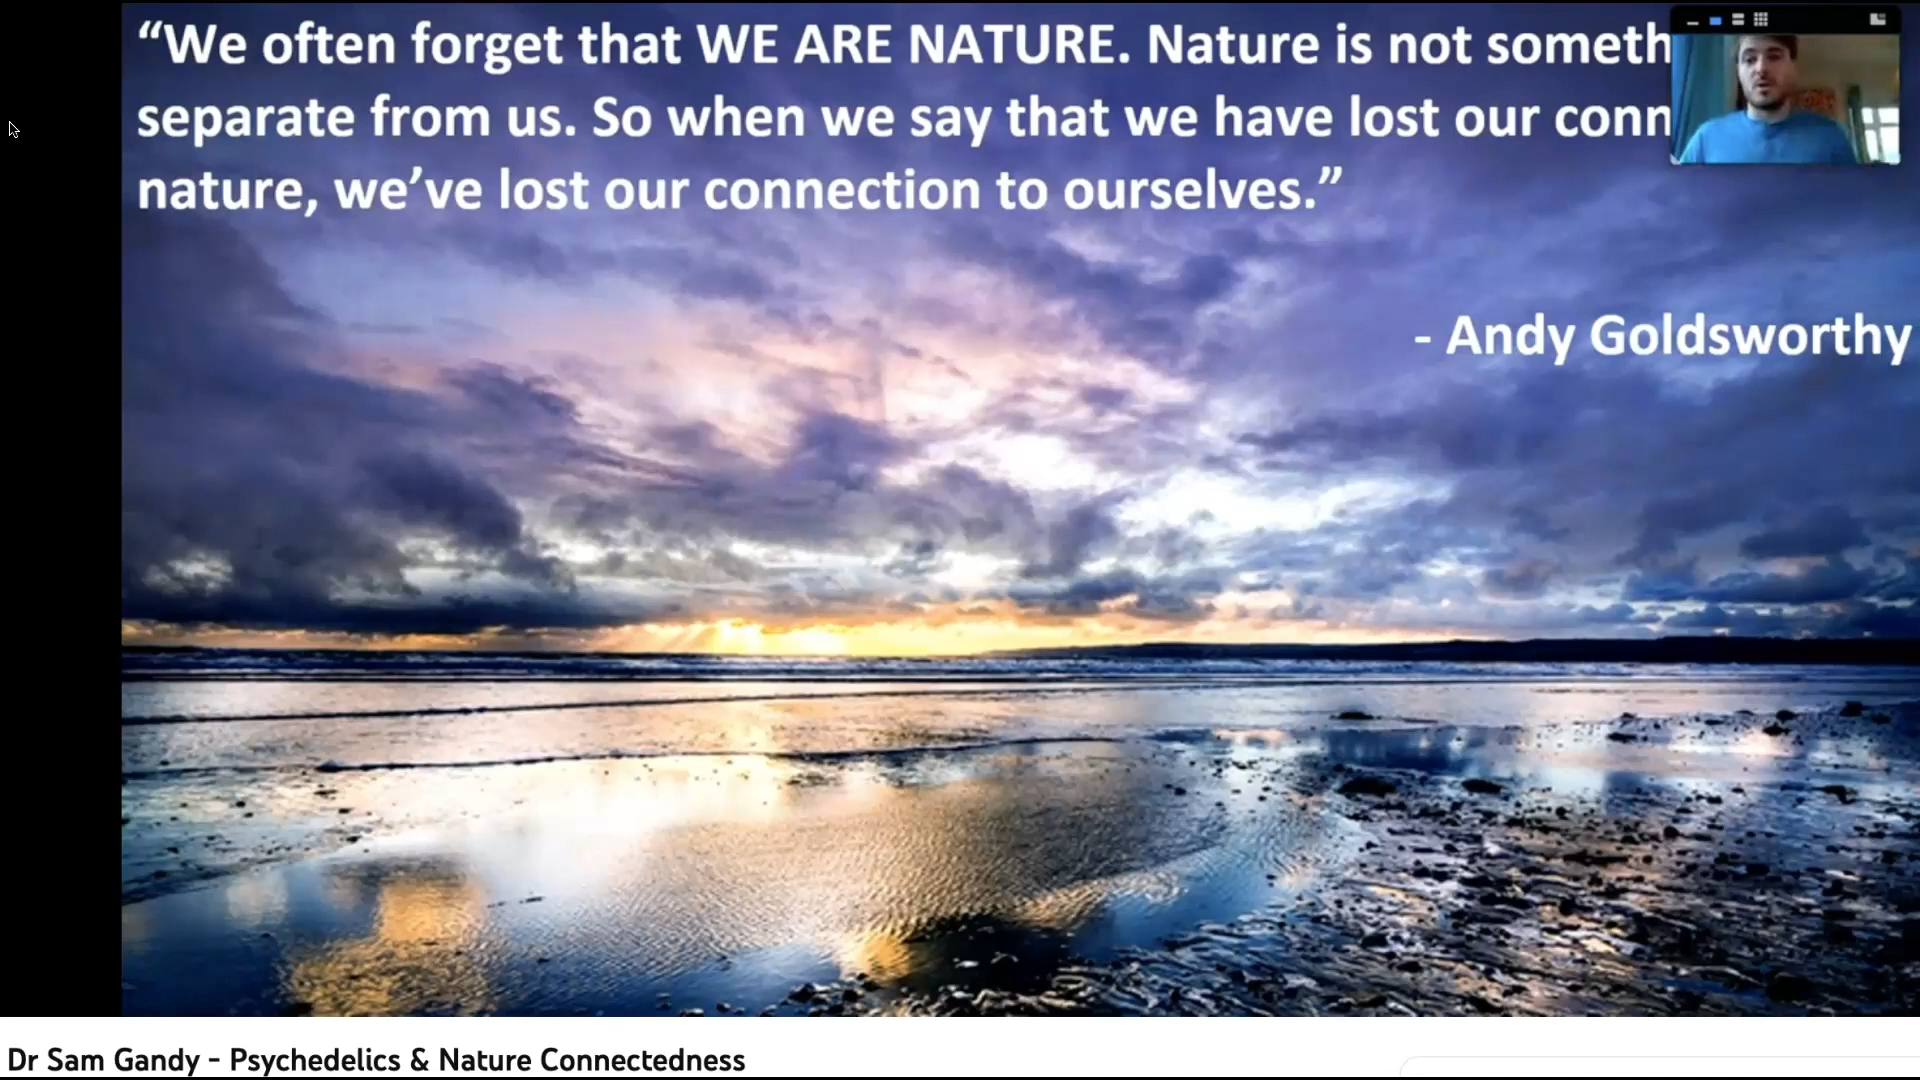 “We often forget that WE ARE NATURE. Nature is not someth
separate from us. So when we say that we have lost our conn
nature, we’ve lost our connection to ourselves.”
- Andy Goldsworthy
Dr Sam Gandy - Psychedelics & Nature Connectedness